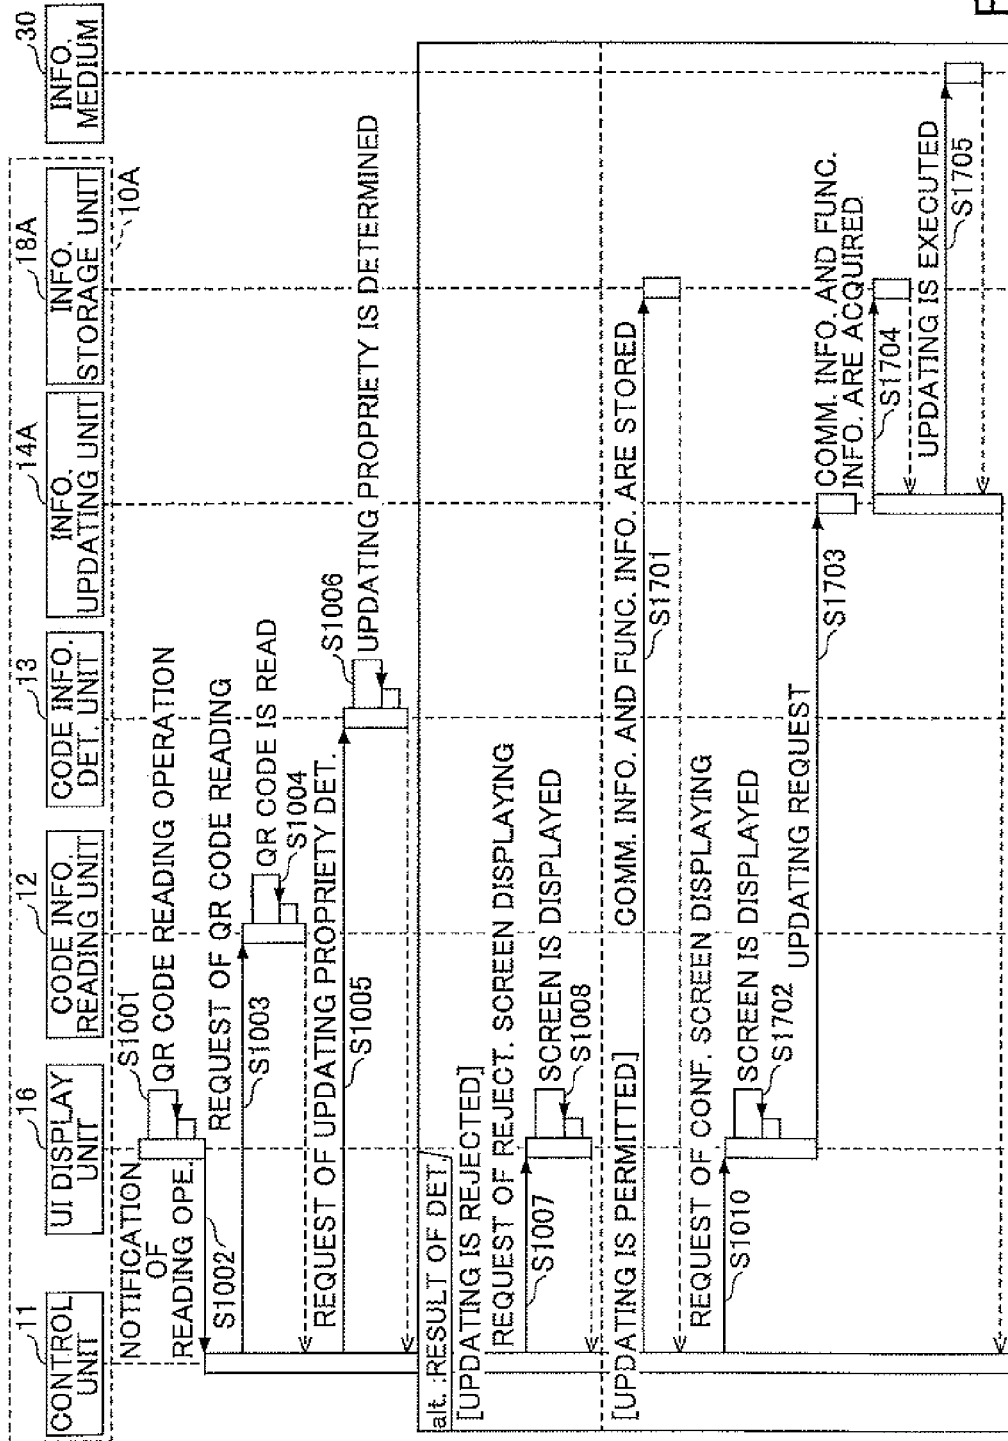 11
CONTROL
UNIT
16
UI DISPLAY
UNIT
12
CODE INFO.
READING UNIT
13
CODE INFO.
DET. UNIT
14A
INFO.
UPDATING UNIT
18A
INFO.
STORAGE UNIT
30
INFO.
MEDIUM
10A
NOTIFICATION
OF
READING OPE.
S1001
QR CODE READING OPERATION
S1002
REQUEST OF QR CODE READING
S1003
QR CODE IS READ
S1004
REQUEST OF UPDATING PROPRIETY DET.
S1005
S1006
UPDATING PROPRIETY IS DETERMINED
alt. :RESULT OF DET.
[UPDATING IS REJECTED]
REQUEST OF REJECT. SCREEN DISPLAYING
S1007
SCREEN IS DISPLAYED
S1008
[UPDATING IS PERMITTED]
COMM. INFO. AND FUNC. INFO. ARE STORED
S1701
REQUEST OF CONF. SCREEN DISPLAYING
S1010
SCREEN IS DISPLAYED
S1702
UPDATING REQUEST
S1703
COMM. INFO. AND FUNC.
INFO. ARE ACQUIRED
S1704
UPDATING IS EXECUTED
S1705